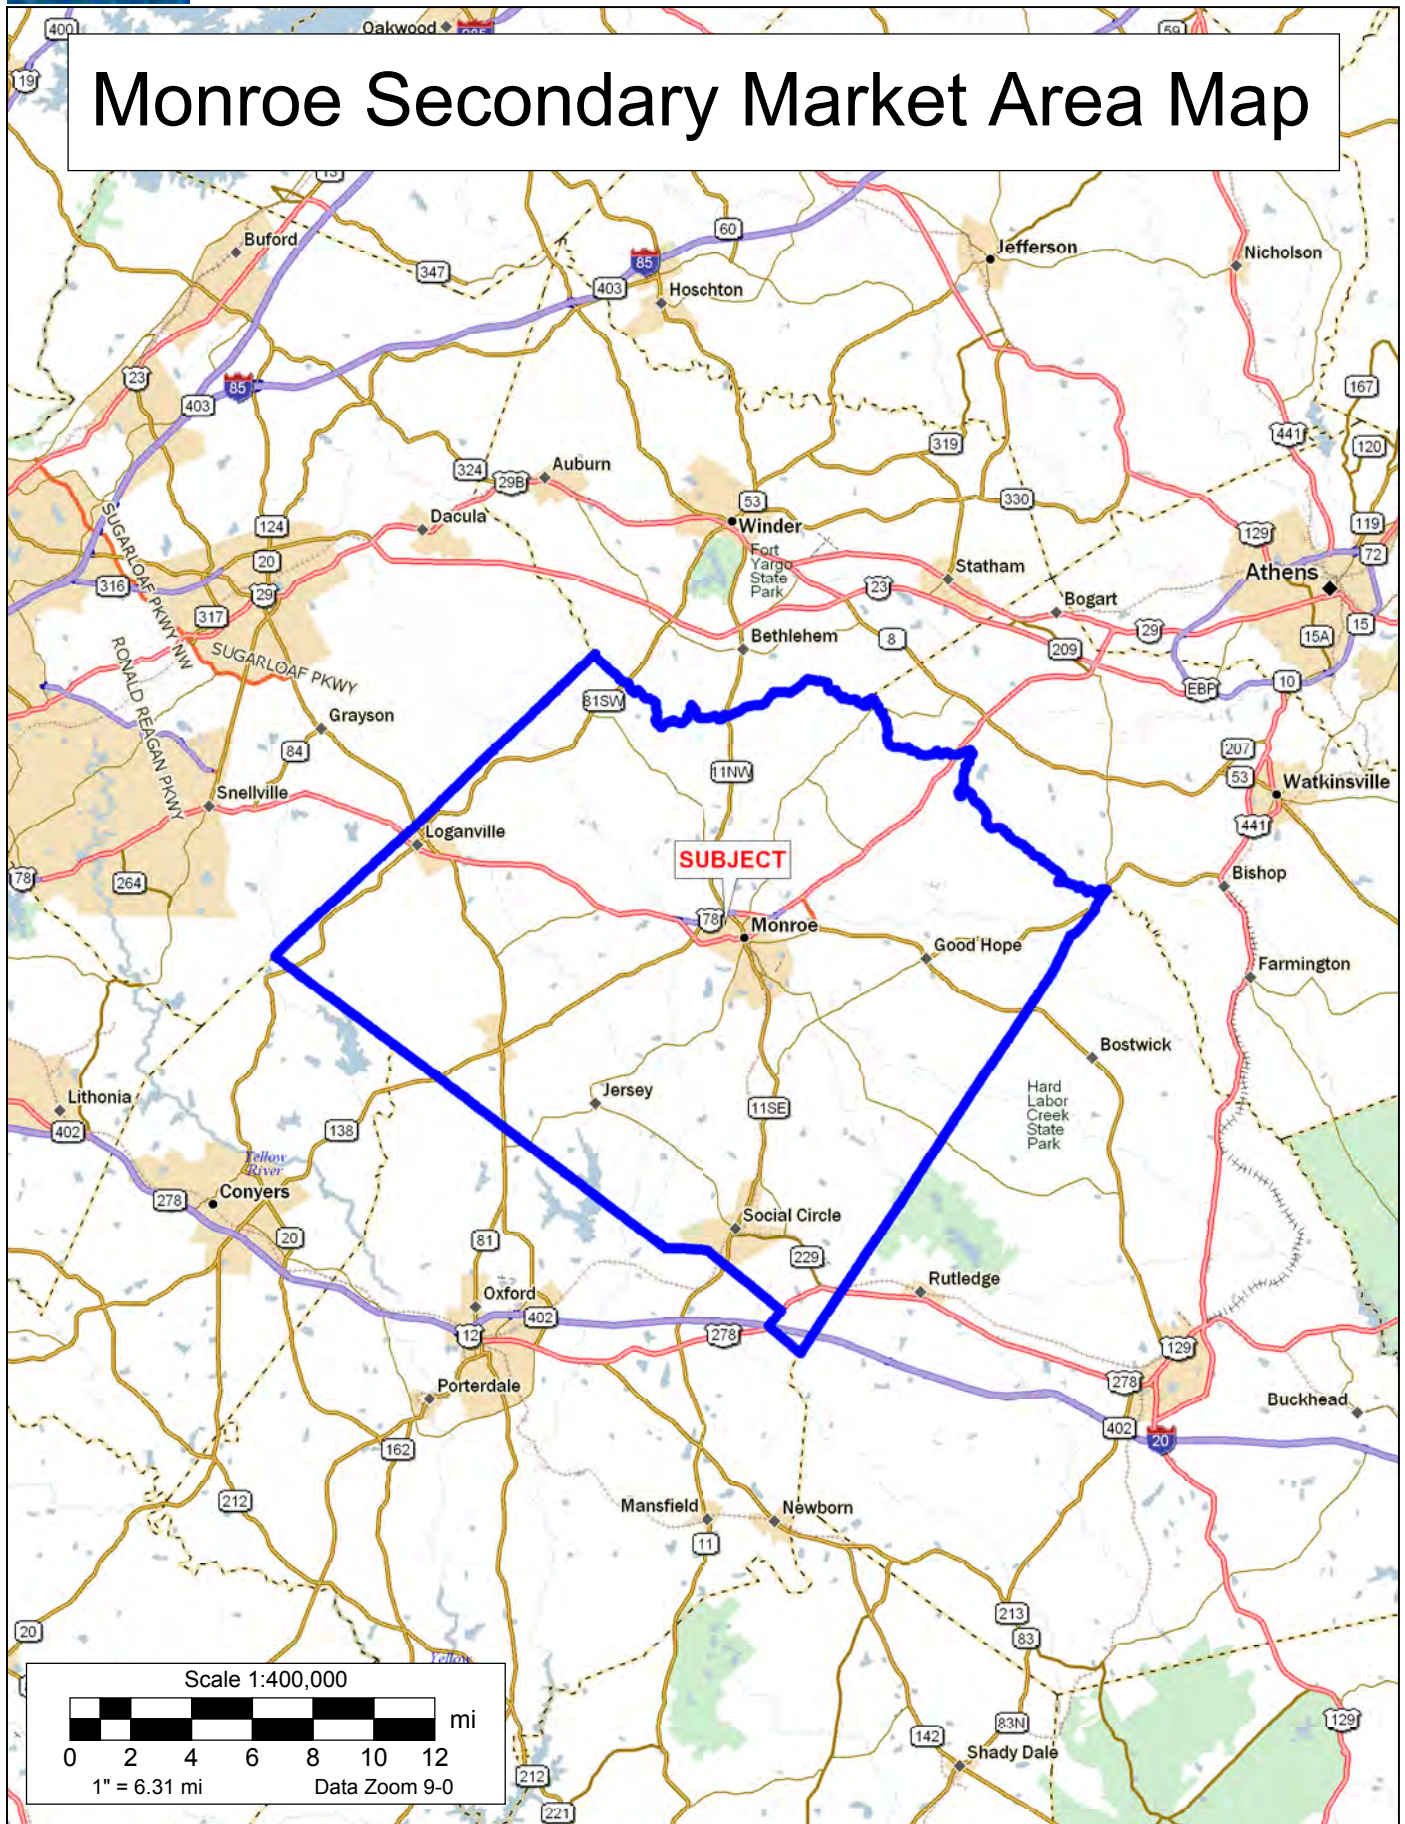 400
Oakwood
59
19
Monroe Secondary Market Area Map
13
60
Buford
Jefferson
Nicholson
85
347
403
Hoschton
23
85
403
167
441
120
319
324
Auburn
29B
53
330
Dacula
Winder
124
129
119
SUGARLOAF PKWY NW
20
Fort
Yargo
State
Park
72
Statham
Athens
316
29
23
Bogart
317
29
15
Bethlehem
8
15A
RONALD REAGAN PKWY
SUGARLOAF PKWY
209
EBP
10
81SW
Grayson
84
207
11NW
53
Watkinsville
Snellville
441
Loganville
SUBJECT
78
264
Bishop
78
Monroe
Good Hope
Farmington
Bostwick
Lithonia
Jersey
Hard
Labor
Creek
State
Park
11SE
402
138
Yellow
River
278
Conyers
Social Circle
20
81
229
Rutledge
Oxford
402
12
278
129
Porterdale
278
Buckhead
402
20
162
212
Mansfield
Newborn
11
213
20
83
Yellow
Scale 1:400,000
mi
0 2 4 6 8 10 12
1" = 6.31 mi Data Zoom 9-0
83N
129
142
Shady Dale
212
221